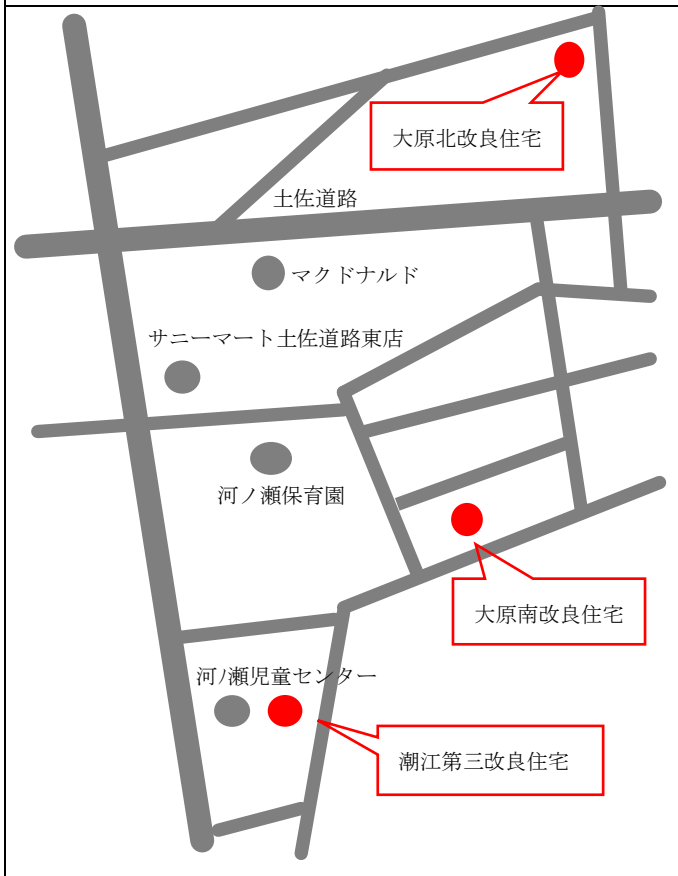 大原北改良住宅
土佐道路
マクドナルド
サニーマート土佐道路東店
河ノ瀬保育園
大原南改良住宅
河ノ瀬児童センター
潮江第三改良住宅